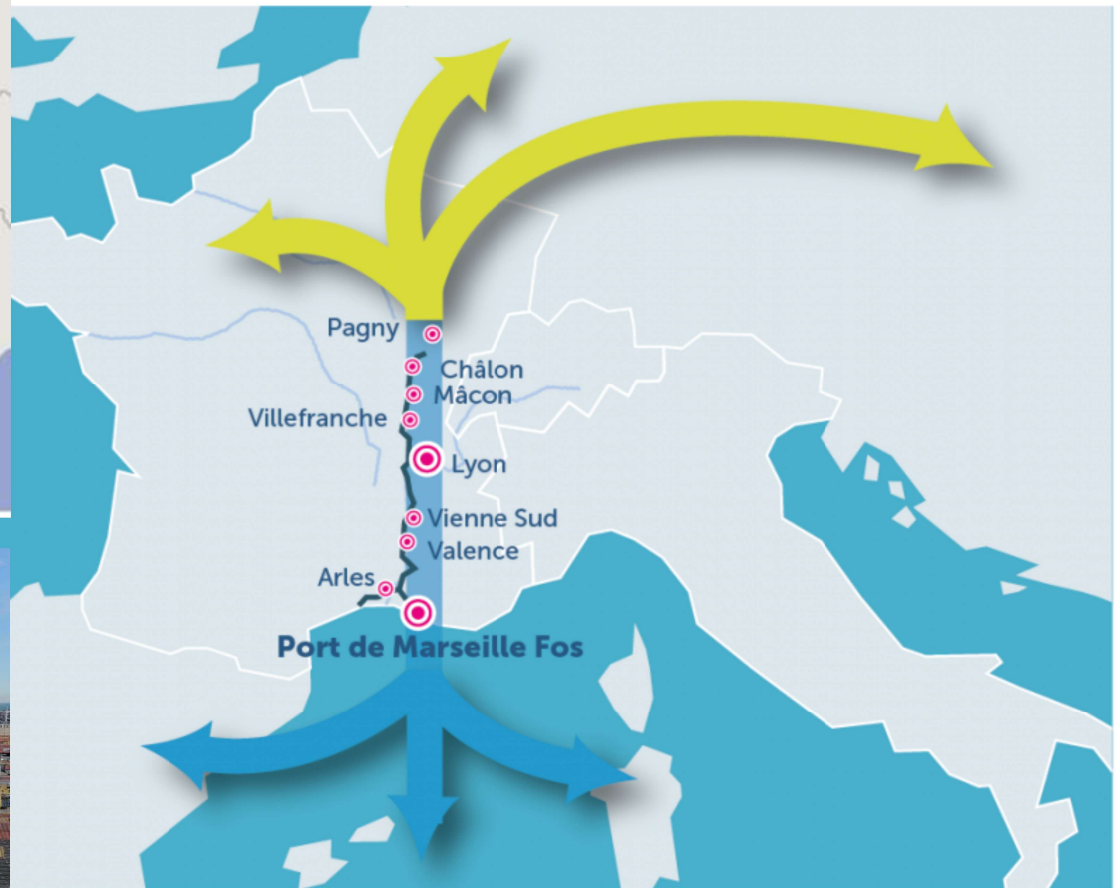 Pagny
Châlon
Mâcon
Villefranche
Lyon
Vienne Sud
Valence
Arles
Port de Marseille Fos